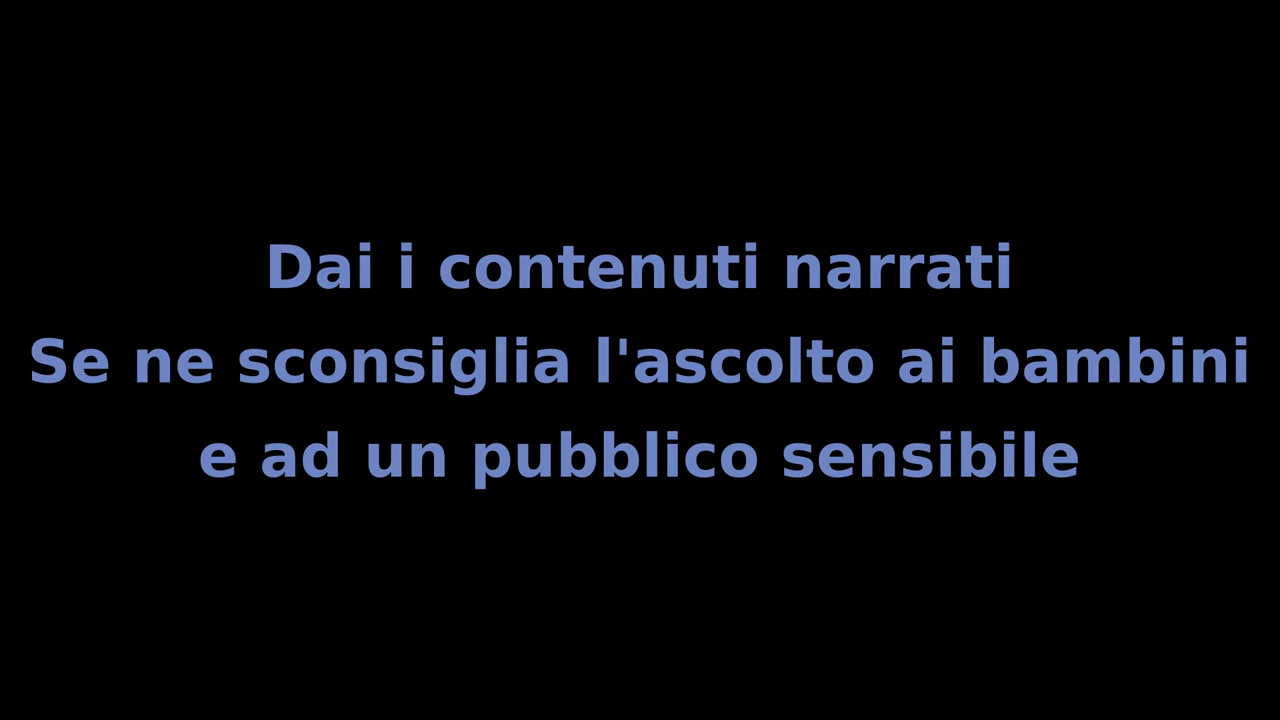 Dai i contenuti narrati
Se ne sconsiglia l'ascolto ai bambini
e ad un pubblico sensibile